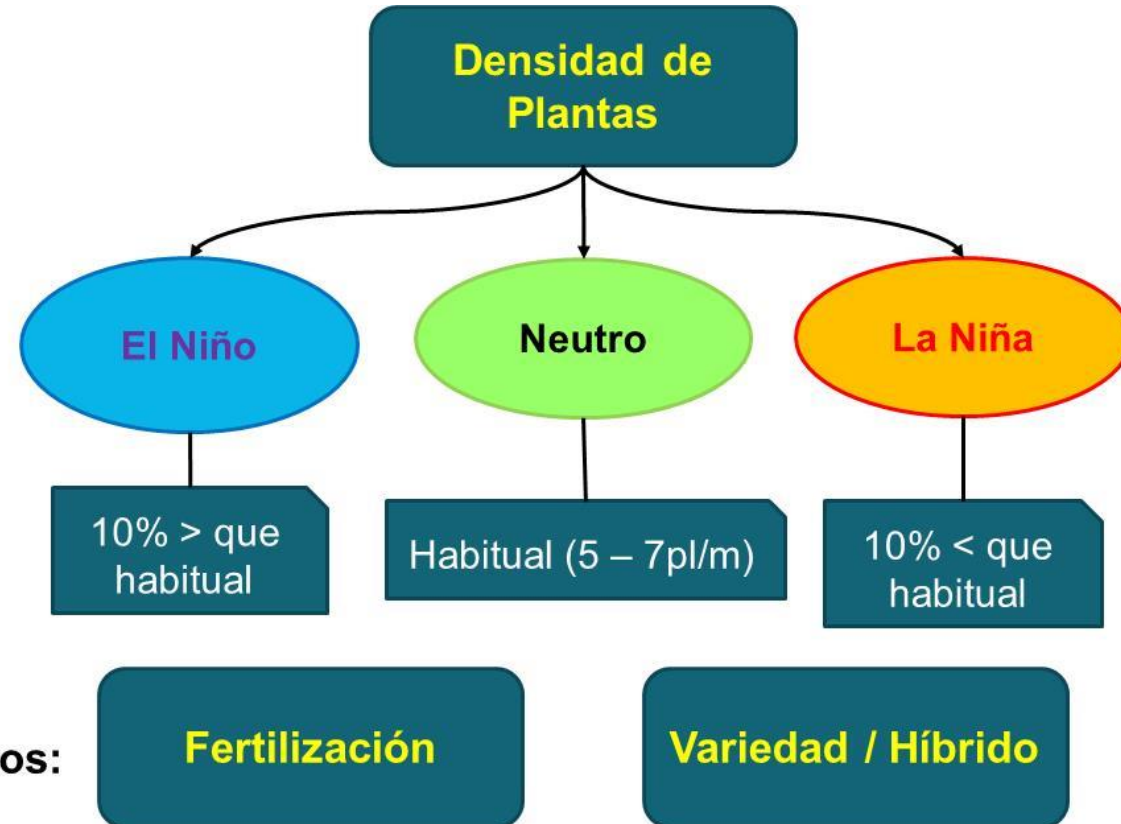 Densidad de
Plantas
El Niño
Neutro
La Niña
10% > que
habitual
Habitual (5 – 7pl/m)
10% < que
habitual
os:
Fertilización
Variedad / Híbrido